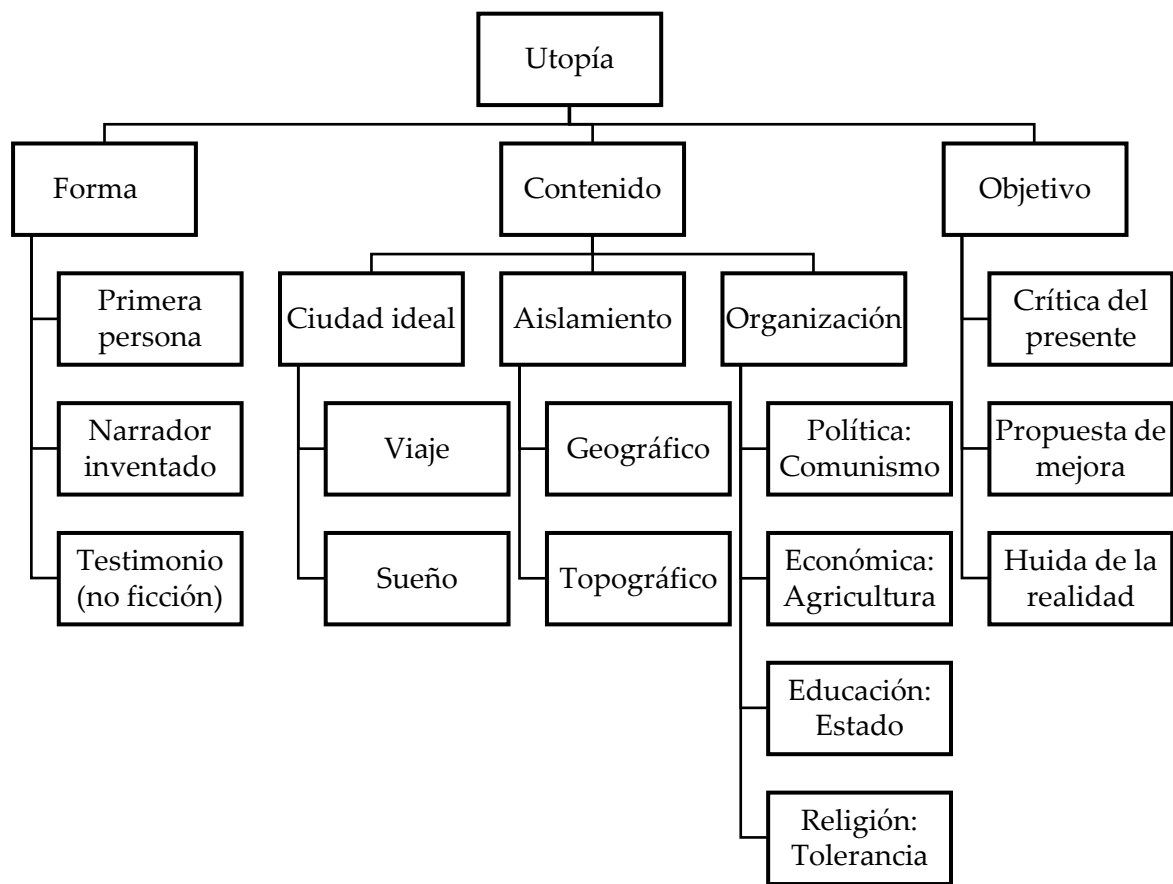 Utopía
Forma
Contenido
Objetivo
Primera
persona
Narrador
inventado
Testimonio
(no ficción)
Ciudad ideal
Viaje
Sueño
Aislamiento
Geográfico
Topográfico
Organización
Política:
Comunismo
Económica:
Agricultura
Educación:
Estado
Religión:
Tolerancia
Crítica del
presente
Propuesta de
mejora
Huida de la
realidad